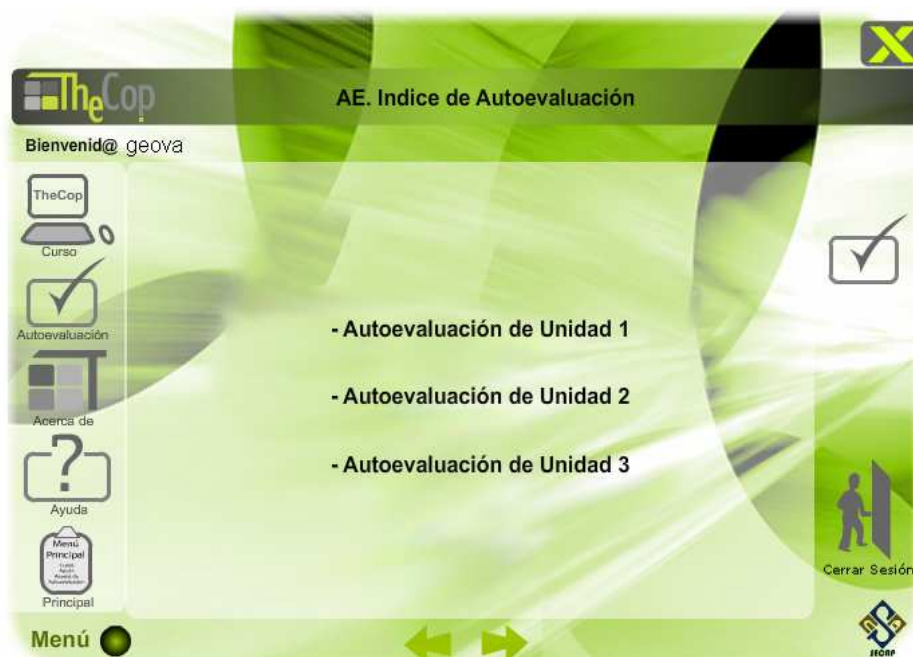 X
TheCop
AE. Indice de Autoevaluación
Bienvenid@ geova
TheCop
Curso
Autoevaluación
Acerca de
Ayuda
Menú
Principal
Principal
- Autoevaluación de Unidad 1
- Autoevaluación de Unidad 2
- Autoevaluación de Unidad 3
Cerrar Sesión
Menú
SECAP